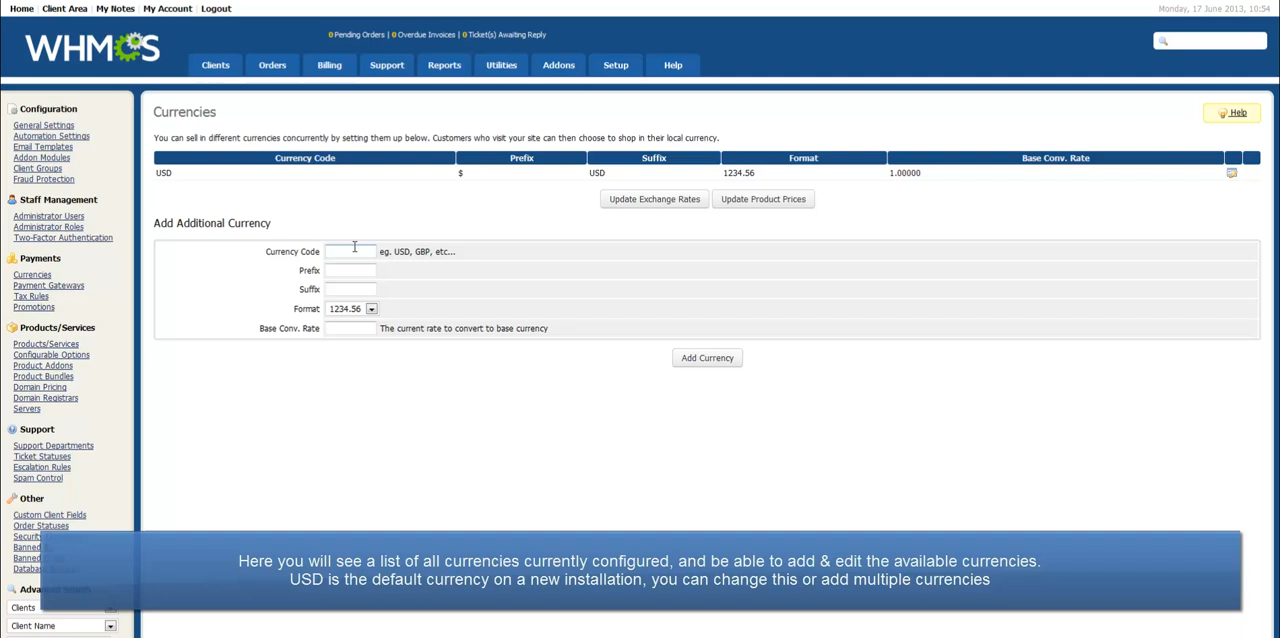 Home | Client Area | My Notes | My Account | Logout
Monday, 17 June 2013, 10:54
WHMCS
0 Pending Orders | 0 Overdue Invoices | 0 Ticket(s) Awaiting Reply
Clients Orders Billing Support Reports Utilities Addons Setup Help
Configuration
General Settings
Automation Settings
Email Templates
Addon Modules
Client Groups
Fraud Protection
Staff Management
Administrator Users
Administrator Roles
Two-Factor Authentication
Payments
Currencies
Payment Gateways
Tax Rules
Promotions
Products/Services
Products/Services
Configurable Options
Product Addons
Product Bundles
Domain Pricing
Domain Registrars
Servers
Support
Support Departments
Ticket Statuses
Escalation Rules
Spam Control
Other
Custom Client Fields
Order Statuses
Clients
Client Name
Currencies
Help
You can sell in different currencies concurrently by setting them up below. Customers who visit your site can then choose to shop in their local currency.
Currency Code Prefix Suffix Format Base Conv. Rate
USD $ USD 1234.56 1.00000
Update Exchange Rates Update Product Prices
Add Additional Currency
Currency Code eg. USD, GBP, etc...
Prefix
Suffix
Format 1234.56
Base Conv. Rate The current rate to convert to base currency
Add Currency
Here you will see a list of all currencies currently configured, and be able to add & edit the available currencies.
USD is the default currency on a new installation, you can change this or add multiple currencies